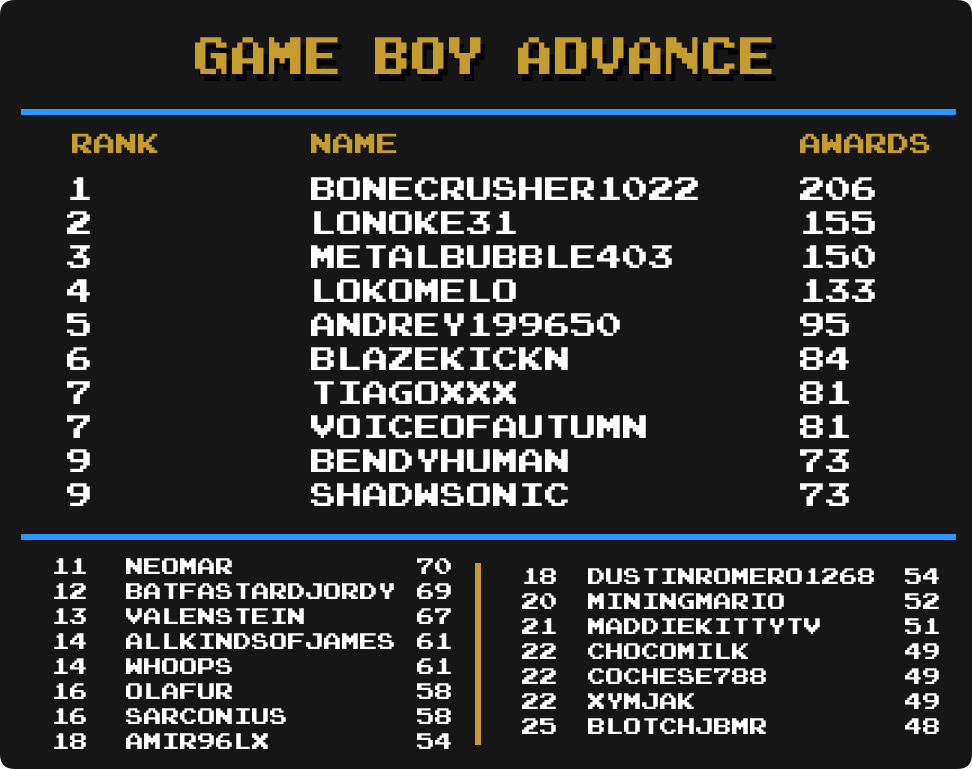 GAME BOY ADVANCE
RANK NAME AWARDS
1 BONECRUSHER1022 206
2 LONOKE31 155
3 METALBUBBLE403 150
4 LOKOMELO 133
5 ANDREY199650 95
6 BLAZEKICKN 84
7 TIAGOXXX 81
7 VOICEOFAUTUMN 81
9 BENDYHUMAN 73
9 SHADWSONIC 73
11 NEOMAR 70
12 BATFASTARDJORDY 69
13 VALENSTEIN 67
14 ALLKINDSOFJAMES 61
14 WHOOPS 61
16 OLAFUR 58
16 SARCONIUS 58
18 AMIR96LX 54
18 DUSTINROMERO1268 54
20 MININGMARIO 52
21 MADDIEKITTYTV 51
22 CHOCOMILK 49
22 COCHESE788 49
22 XYMJAK 49
25 BLOTCHJBMR 48